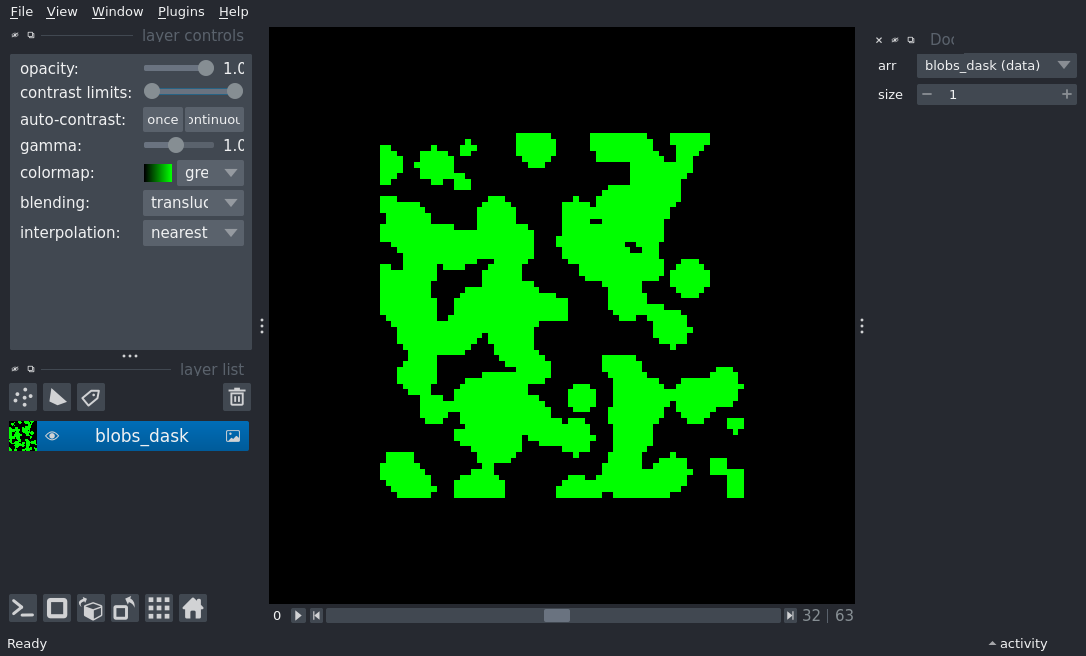 File View Window Plugins Help
layer controls
opacity: 1.0
contrast limits:
auto-contrast: once ontinuou
gamma: 1.0
colormap: gre
blending: transluc
interpolation: nearest
layer list
blobs_dask
0 32 | 63
Ready
Doc
arr blobs_dask (data)
size 1
activity